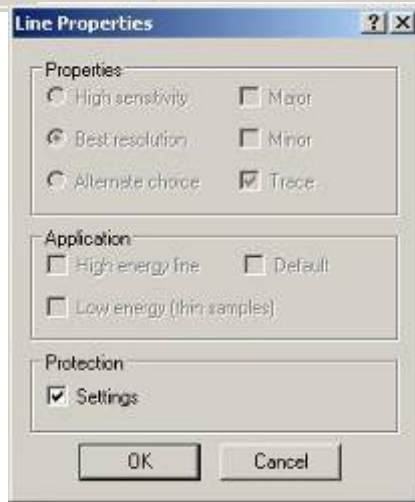 Line Properties
Properties
High sensitivity
Major
Best resolution
Minor
Alternate choice
Trace
Application
High energy line
Default
Low energy (thin samples)
Protection
Settings
OK
Cancel